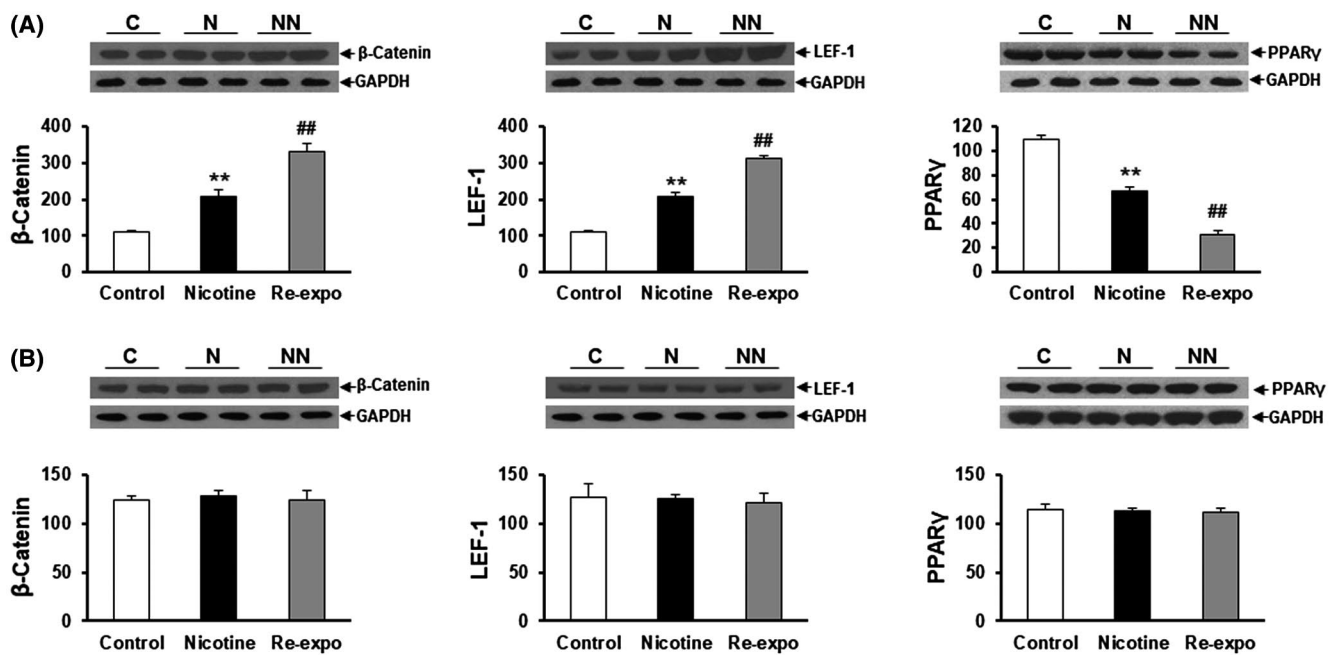 (A)
C N NN
β-Catenin
GAPDH
400
300
200
100
0
β-Catenin
**
##
Control Nicotine Re-expo
C N NN
LEF-1
GAPDH
400
300
200
100
0
LEF-1
**
##
Control Nicotine Re-expo
C N NN
PPARγ
GAPDH
120
100
80
60
40
20
0
PPARγ
**
##
Control Nicotine Re-expo
(B)
C N NN
β-Catenin
GAPDH
150
100
50
0
β-Catenin
Control Nicotine Re-expo
C N NN
LEF-1
GAPDH
150
100
50
0
LEF-1
Control Nicotine Re-expo
C N NN
PPARγ
GAPDH
150
100
50
0
PPARγ
Control Nicotine Re-expo